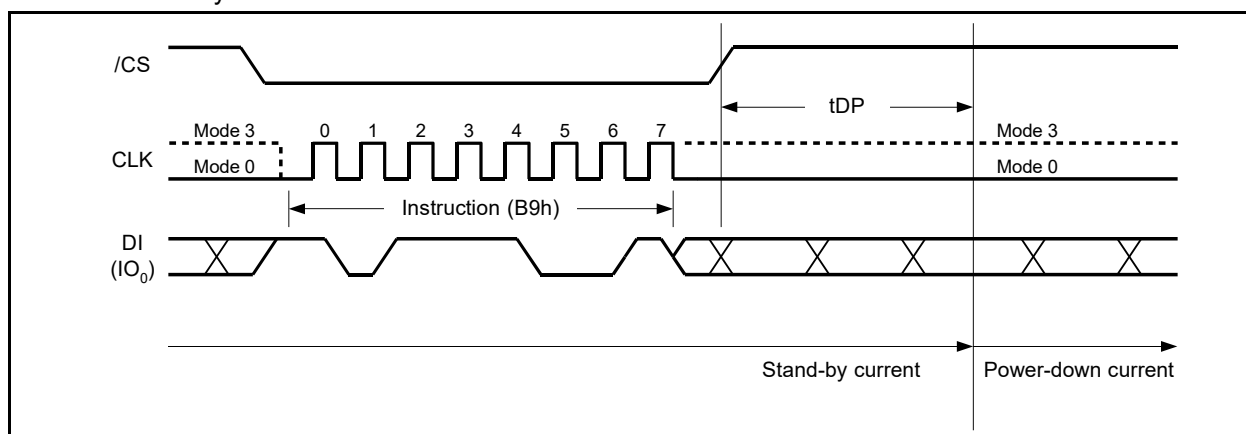 /CS
tDP
Mode 3 0 1 2 3 4 5 6 7 Mode 3
CLK
Mode 0 Mode 0
Instruction (B9h)
DI
(IO0)
Stand-by current Power-down current